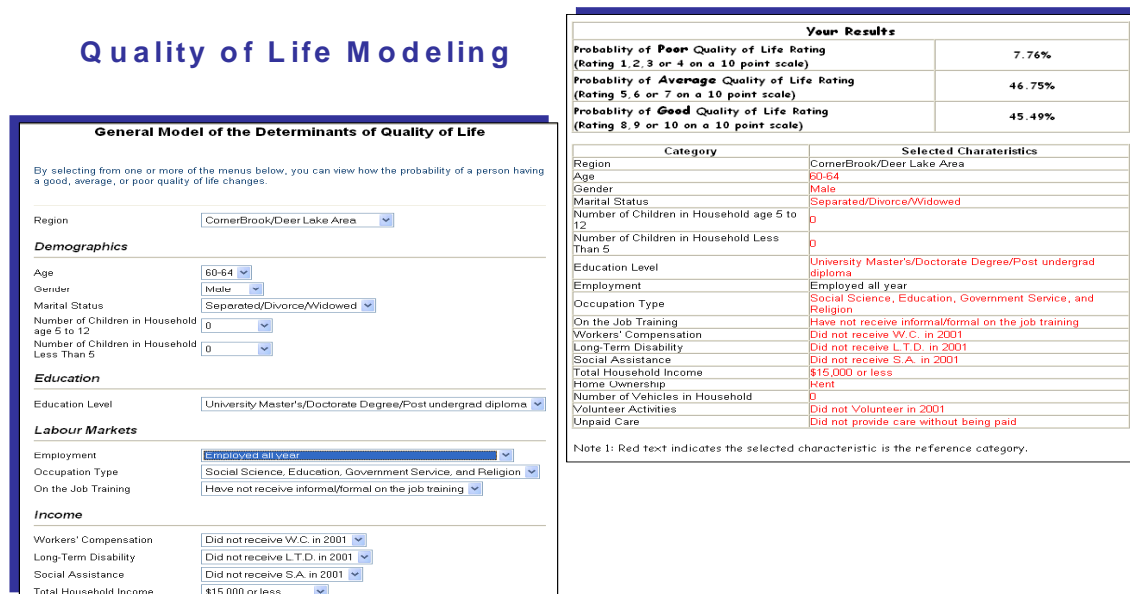 Quality of Life Modeling
General Model of the Determinants of Quality of Life
By selecting from one or more of the menus below, you can view how the probability of a person having
a good, average, or poor quality of life changes.
Region CornerBrook/Deer Lake Area
Demographics
Age 60-64
Gender Male
Marital Status Separated/Divorce/Widowed
Number of Children in Household
age 5 to 12 0
Number of Children in Household
Less Than 5 0
Education
Education Level University Master's/Doctorate Degree/Post undergrad diploma
Labour Markets
Employment Employed all year
Occupation Type Social Science, Education, Government Service, and Religion
On the Job Training Have not receive informal/formal on the job training
Income
Workers' Compensation Did not receive W.C. in 2001
Long-Term Disability Did not receive L.T.D. in 2001
Social Assistance Did not receive S.A. in 2001
Total Household Income $15,000 or less
Your Results
Probablity of Poor Quality of Life Rating
(Rating 1,2,3 or 4 on a 10 point scale) 7.76%
Probablity of Average Quality of Life Rating
(Rating 5,6 or 7 on a 10 point scale) 46.75%
Probablity of Good Quality of Life Rating
(Rating 8,9 or 10 on a 10 point scale) 45.49%
Category Selected Charateristics
Region CornerBrook/Deer Lake Area
Age 60-64
Gender Male
Marital Status Separated/Divorce/Widowed
Number of Children in Household age 5 to
12 0
Number of Children in Household Less
Than 5 0
Education Level University Master's/Doctorate Degree/Post undergrad
diploma
Employment Employed all year
Occupation Type Social Science, Education, Government Service, and
Religion
On the Job Training Have not receive informal/formal on the job training
Workers' Compensation Did not receive W.C. in 2001
Long-Term Disability Did not receive L.T.D. in 2001
Social Assistance Did not receive S.A. in 2001
Total Household Income $15,000 or less
Home Ownership Rent
Number of Vehicles in Household 0
Volunteer Activities Did not Volunteer in 2001
Unpaid Care Did not provide care without being paid
Note 1: Red text indicates the selected characteristic is the reference category.